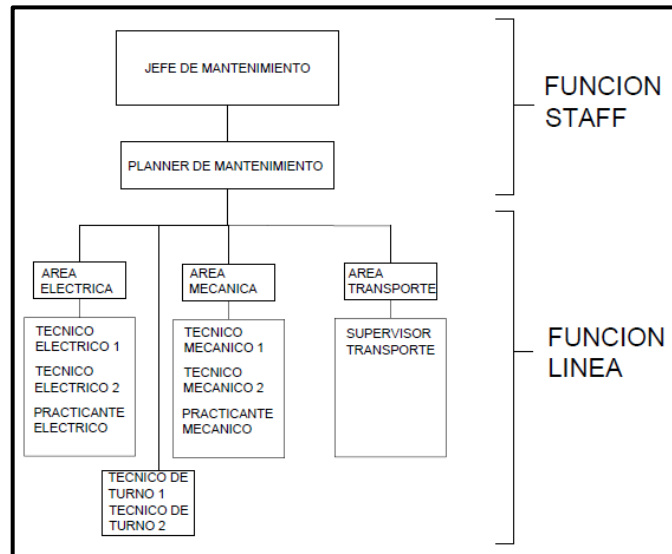 JEFE DE MANTENIMIENTO
FUNCION
STAFF
PLANNER DE MANTENIMIENTO
AREA
ELECTRICA
AREA
MECANICA
AREA
TRANSPORTE
TECNICO
ELECTRICO 1
TECNICO
ELECTRICO 2
PRACTICANTE
ELECTRICO
TECNICO
MECANICO 1
TECNICO
MECANICO 2
PRACTICANTE
MECANICO
SUPERVISOR
TRANSPORTE
FUNCION
LINEA
TECNICO DE
TURNO 1
TECNICO DE
TURNO 2